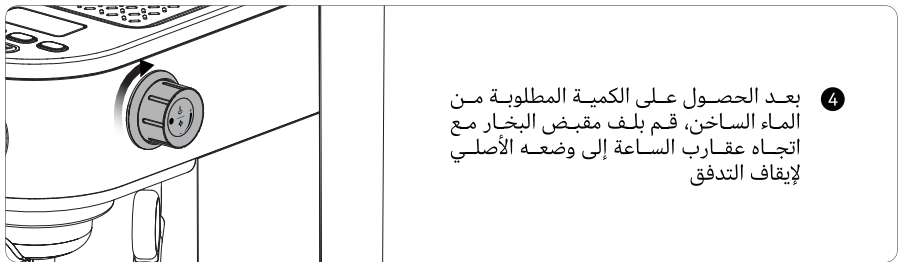 4 بعد الحصول على الكمية المطلوبة من
الماء الساخن، قم بلف مقبض البخار مع
اتجاه عقارب الساعة إلى وضعه الأصلي
لإيقاف التدفق